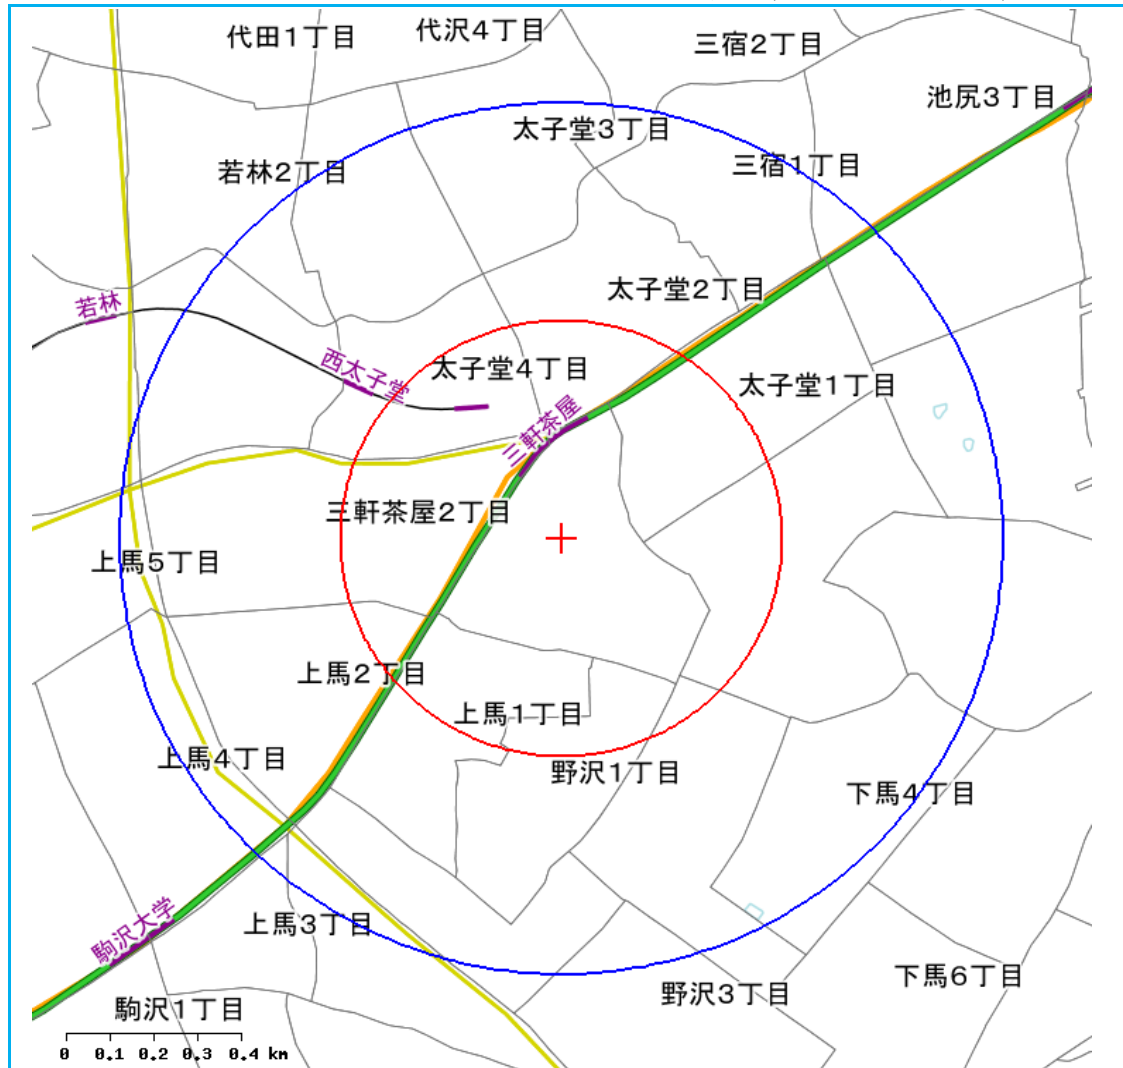 代田1丁目
代沢4丁目
三宿2丁目
池尻3丁目
太子堂3丁目
若林2丁目
三宿1丁目
太子堂2丁目
若林
西太子堂
太子堂4丁目
太子堂1丁目
三軒茶屋
三軒茶屋2丁目
上馬5丁目
上馬2丁目
上馬1丁目
上馬4丁目
野沢1丁目
下馬4丁目
駒沢大学
上馬3丁目
下馬6丁目
野沢3丁目
駒沢1丁目
0 0.1 0.2 0.3 0.4 km